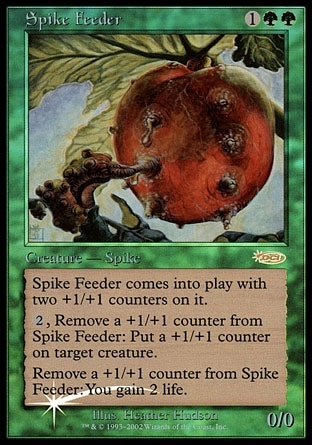 Spike Feeder 1
Creature — Spike
DCI
Spike Feeder comes into play with
two +1/+1 counters on it.
2, Remove a +1/+1 counter from
Spike Feeder: Put a +1/+1 counter
on target creature.
Remove a +1/+1 counter from Spike
Feeder: You gain 2 life.
Illus. Heather Hudson
™ & © 1993–2002 Wizards of the Coast, Inc.
0/0